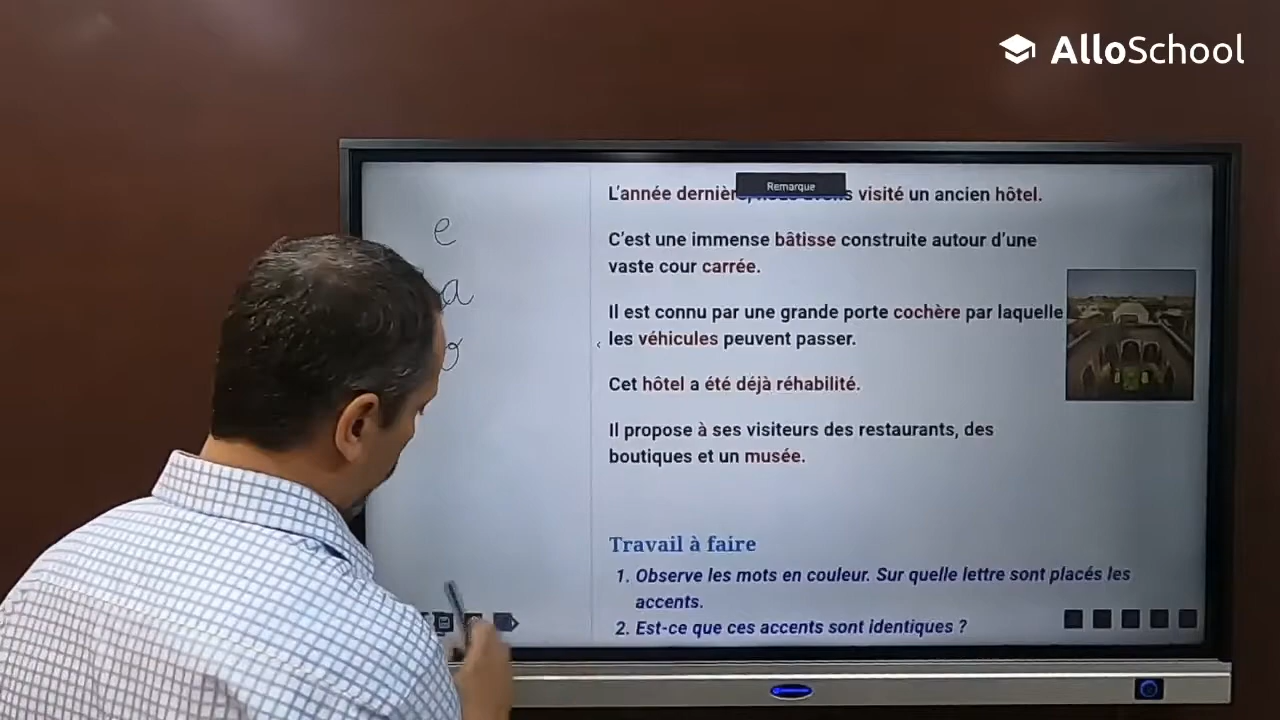 AlloSchool
Remarque
L'année visité un ancien hôtel.
C'est une immense bâtisse construite autour d'une
vaste cour carrée.
Il est connu par une grande porte cochère par laquelle
les véhicules peuvent passer.
Cet hôtel a été déjà réhabilité.
Il propose à ses visiteurs des restaurants, des
boutiques et un musée.
Travail à faire
1. Observe les mots en couleur. Sur quelle lettre sont placés les
accents.
2. Est-ce que ces accents sont identiques ?
e
a